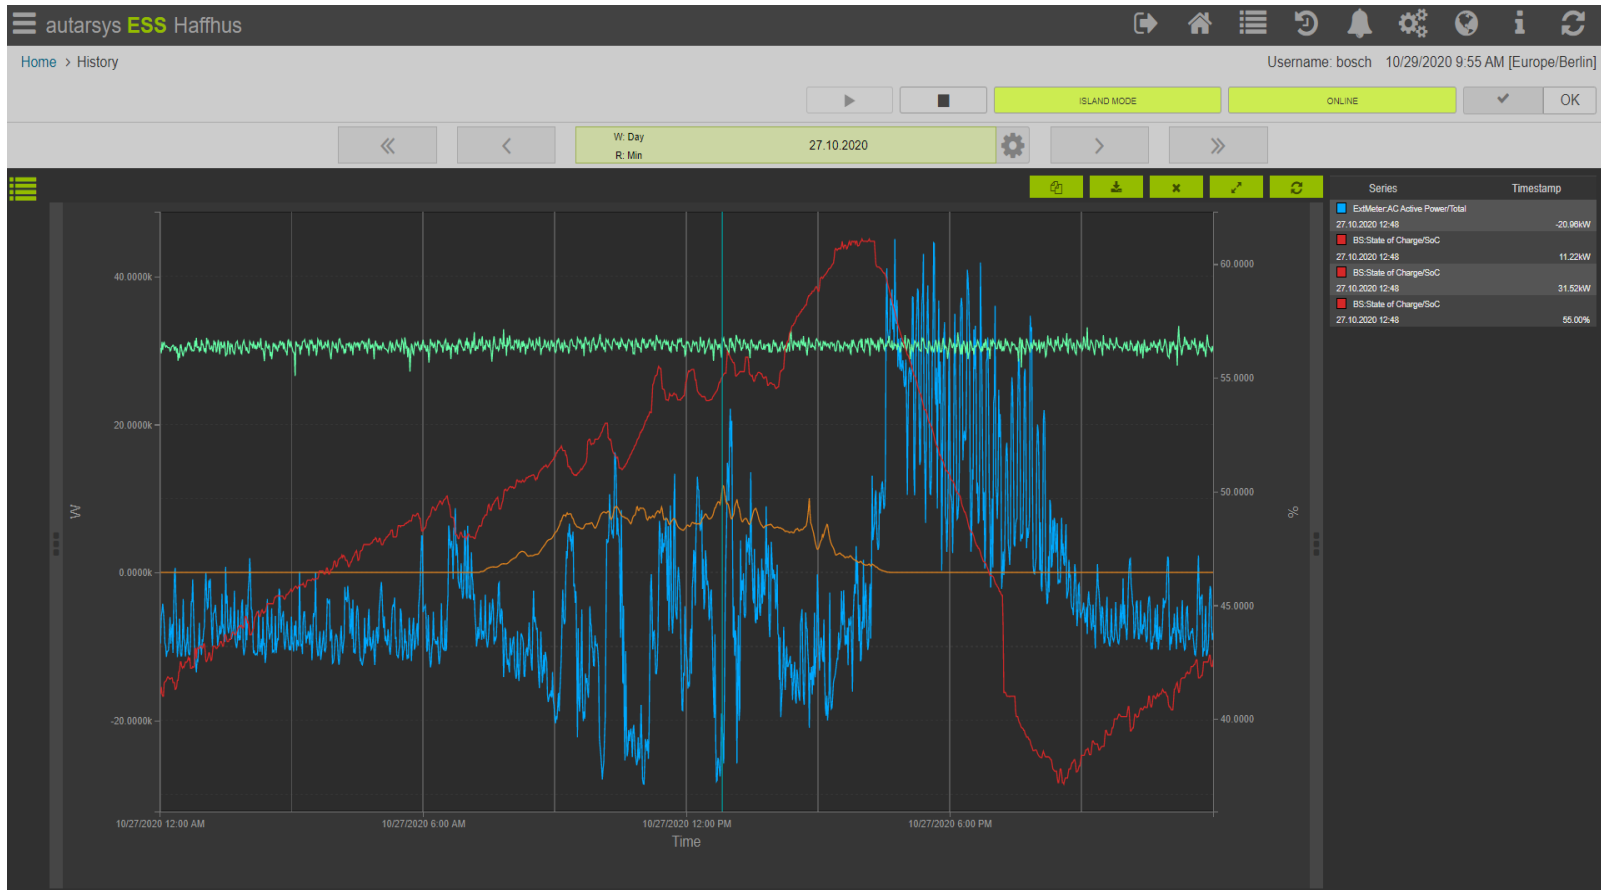 autarsys ESS Haffhus
Home > History
Username: bosch 10/29/2020 9:55 AM [Europe/Berlin]
ISLAND MODE
ONLINE
OK
W: Day
R: Min
27.10.2020
Series Timestamp
ExtMeter:AC Active Power/Total
27.10.2020 12:48 -20.96kW
BS:State of Charge/SoC
27.10.2020 12:48 11.22kW
BS:State of Charge/SoC
27.10.2020 12:48 31.52kW
BS:State of Charge/SoC
27.10.2020 12:48 55.00%
40.0000k
20.0000k
0.0000k
-20.0000k
W
60.0000
55.0000
50.0000
45.0000
40.0000
%
10/27/2020 12:00 AM
10/27/2020 6:00 AM
10/27/2020 12:00 PM
10/27/2020 6:00 PM
Time